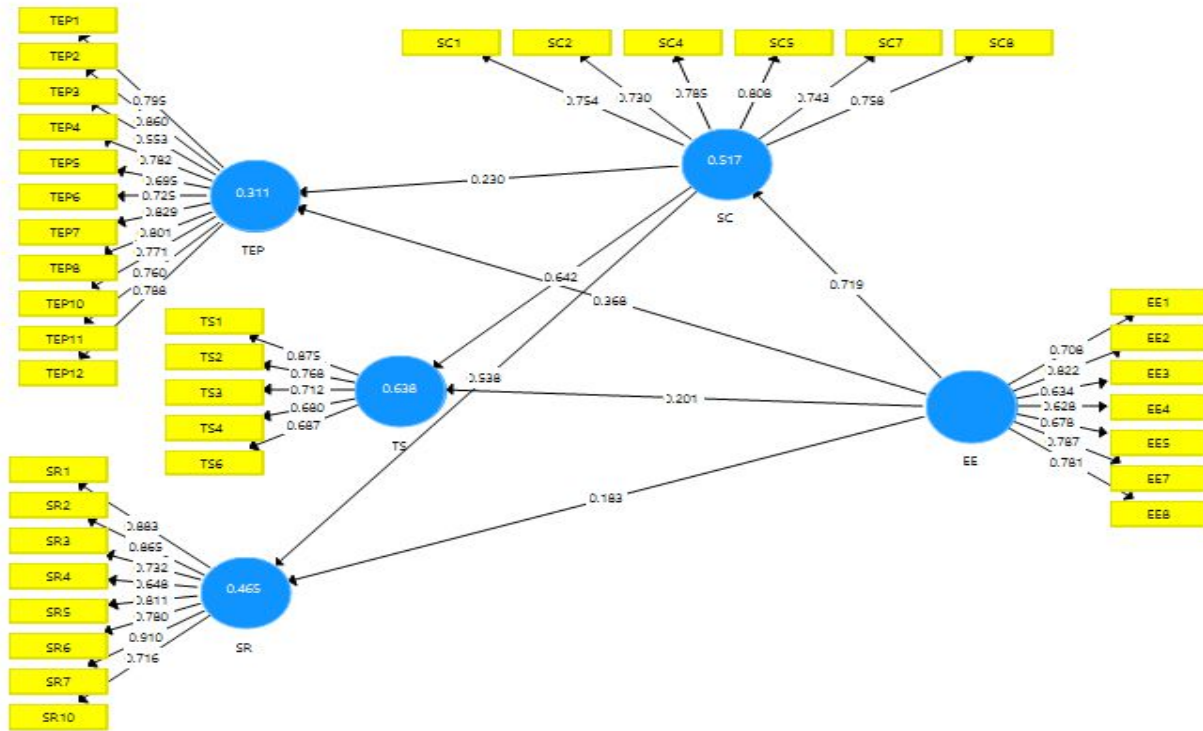 TEP1
TEP2
TEP3
TEP4
TEP5
TEP6
TEP7
TEP8
TEP10
TEP11
TEP12
0.795
0.860
0.553
0.782
0.695
0.725
0.829
0.801
0.771
0.760
0.788
0.311
TEP
SC1
SC2
SC4
SC5
SC7
SC8
0.754
0.730
0.785
0.808
0.743
0.758
0.517
SC
0.230
0.642
0.368
0.719
0.538
0.201
0.183
TS1
TS2
TS3
TS4
TS6
0.875
0.768
0.712
0.680
0.687
0.638
TS
EE1
EE2
EE3
EE4
EE5
EE7
EE8
0.708
0.822
0.634
0.628
0.678
0.787
0.781
EE
SR1
SR2
SR3
SR4
SR5
SR6
SR7
SR10
0.883
0.865
0.732
0.648
0.811
0.780
0.910
0.716
0.465
SR